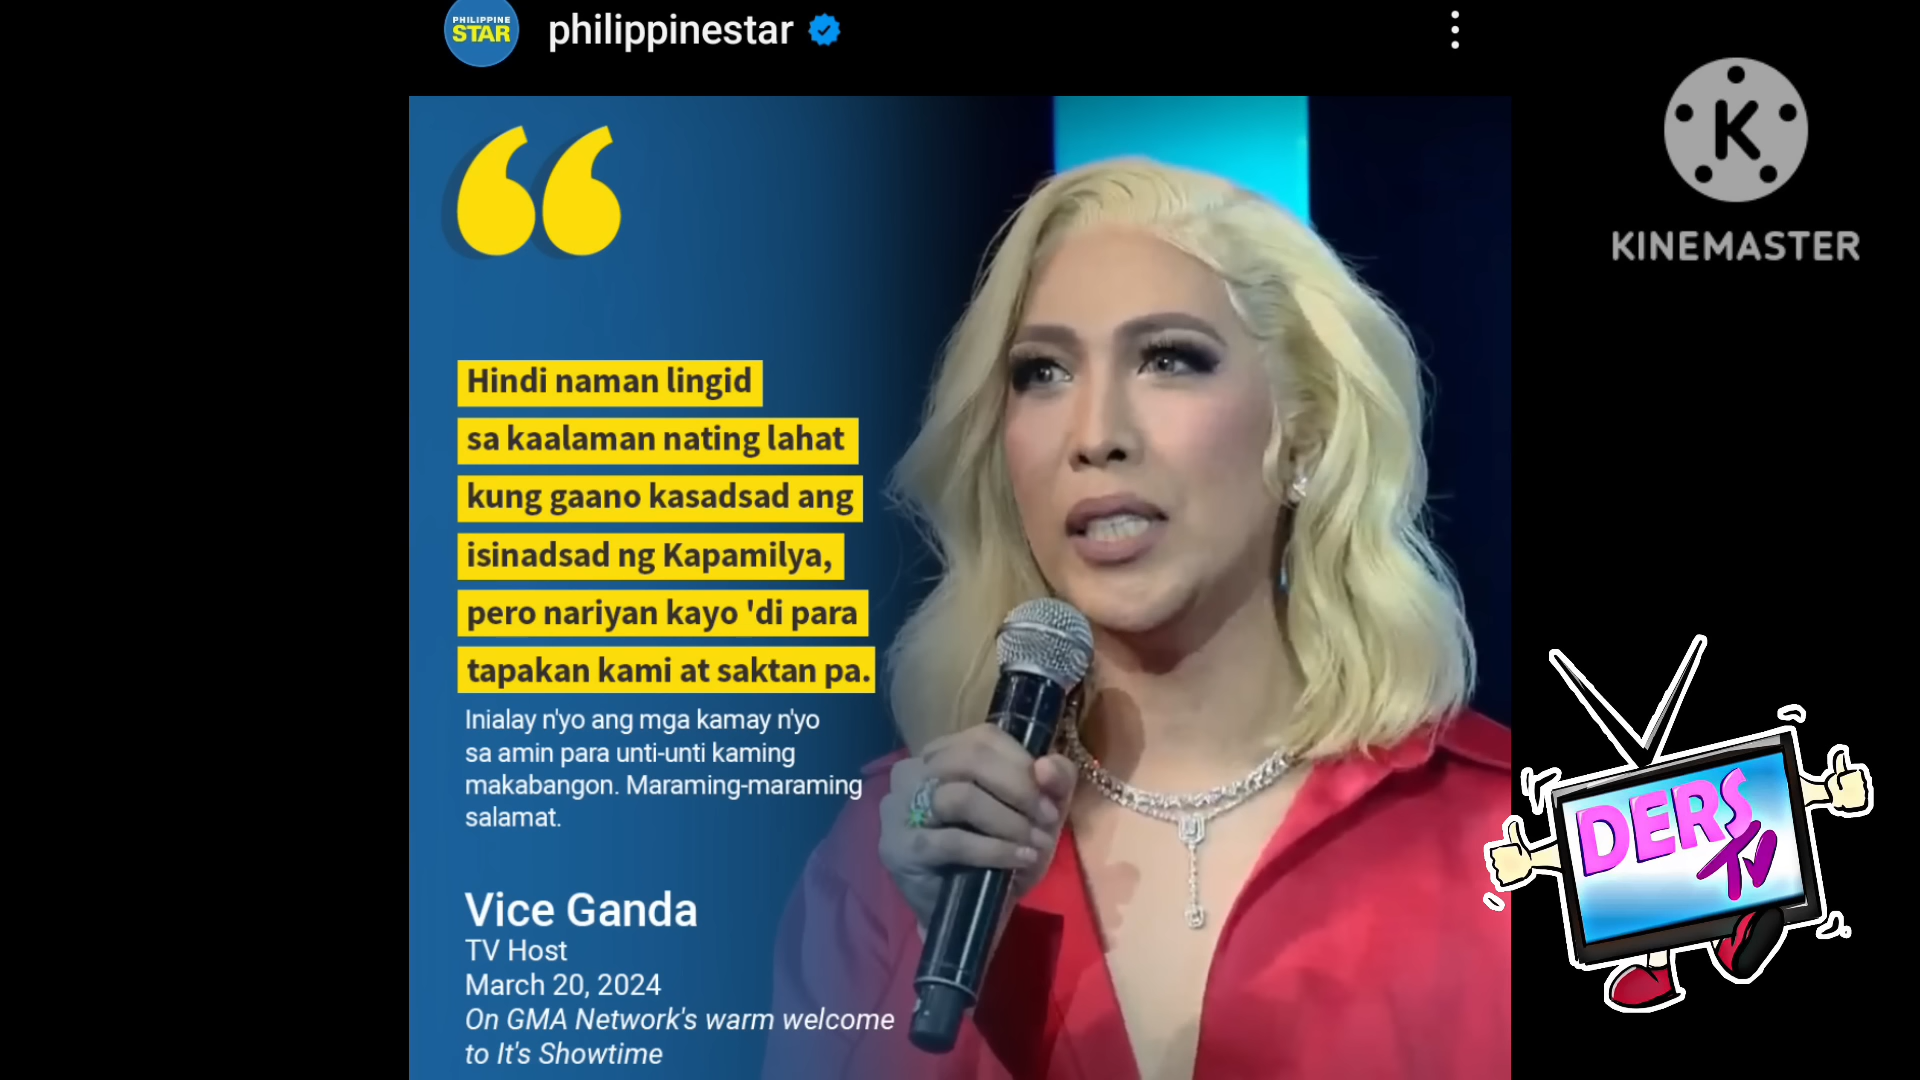 PHILIPPINE
STAR
philippinestar
K
KINEMASTER
Hindi naman lingid
sa kaalaman nating lahat
kung gaano kasadsad ang
isinadsad ng Kapamilya,
pero nariyan kayo 'di para
tapakan kami at saktan pa.
Inialay n'yo ang mga kamay n'yo
sa amin para unti-unti kaming
makabangon. Maraming-maraming
salamat.
Vice Ganda
TV Host
March 20, 2024
On GMA Network's warm welcome
to It's Showtime
DERS
TV